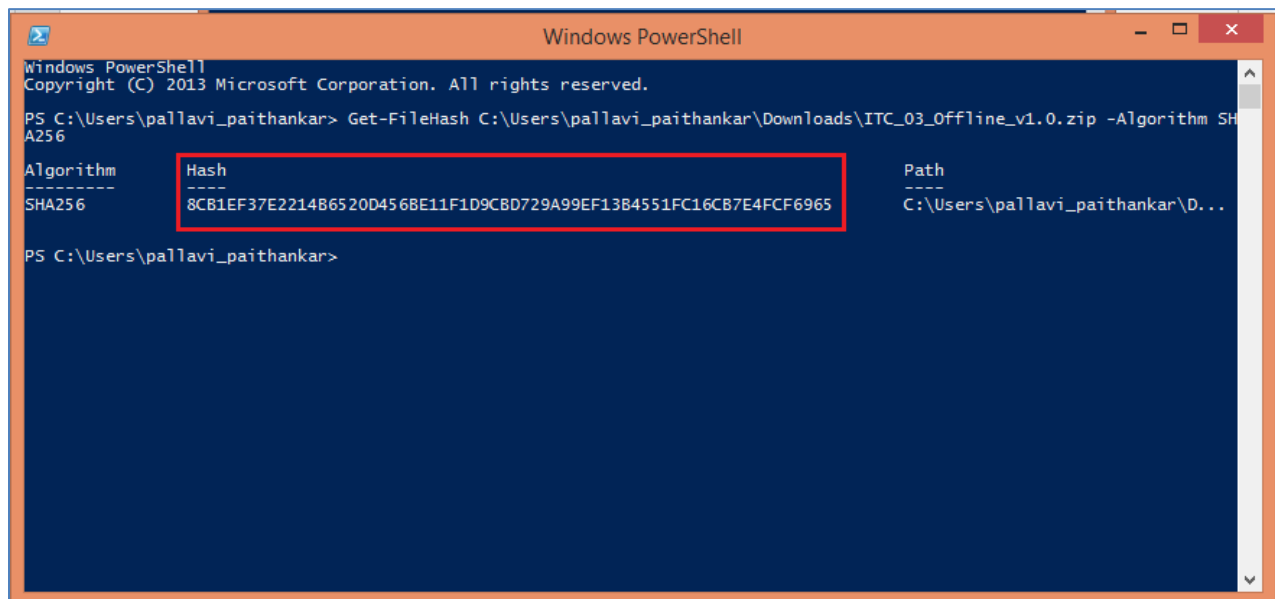 Windows PowerShell
Windows PowerShell
Copyright (C) 2013 Microsoft Corporation. All rights reserved.
PS C:\Users\pallavi_paithankar> Get-FileHash C:\Users\pallavi_paithankar\Downloads\ITC_03_Offline_v1.0.zip -Algorithm SH
A256
Algorithm Hash Path
--------- ---- ----
SHA256 8CB1EF37E2214B6520D456BE11F1D9CBD729A99EF13B4551FC16CB7E4FCF6965 C:\Users\pallavi_paithankar\D...
PS C:\Users\pallavi_paithankar>